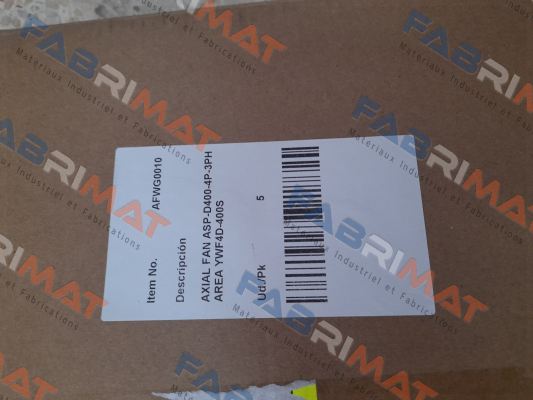 Item No. AFWG0010
Descripción
AXIAL FAN ASP-D400-4P-3PH
AREA YWF4D-400S
Ud./Pk 5
FABRIMAT
Materiaux Industriel et Fabrications